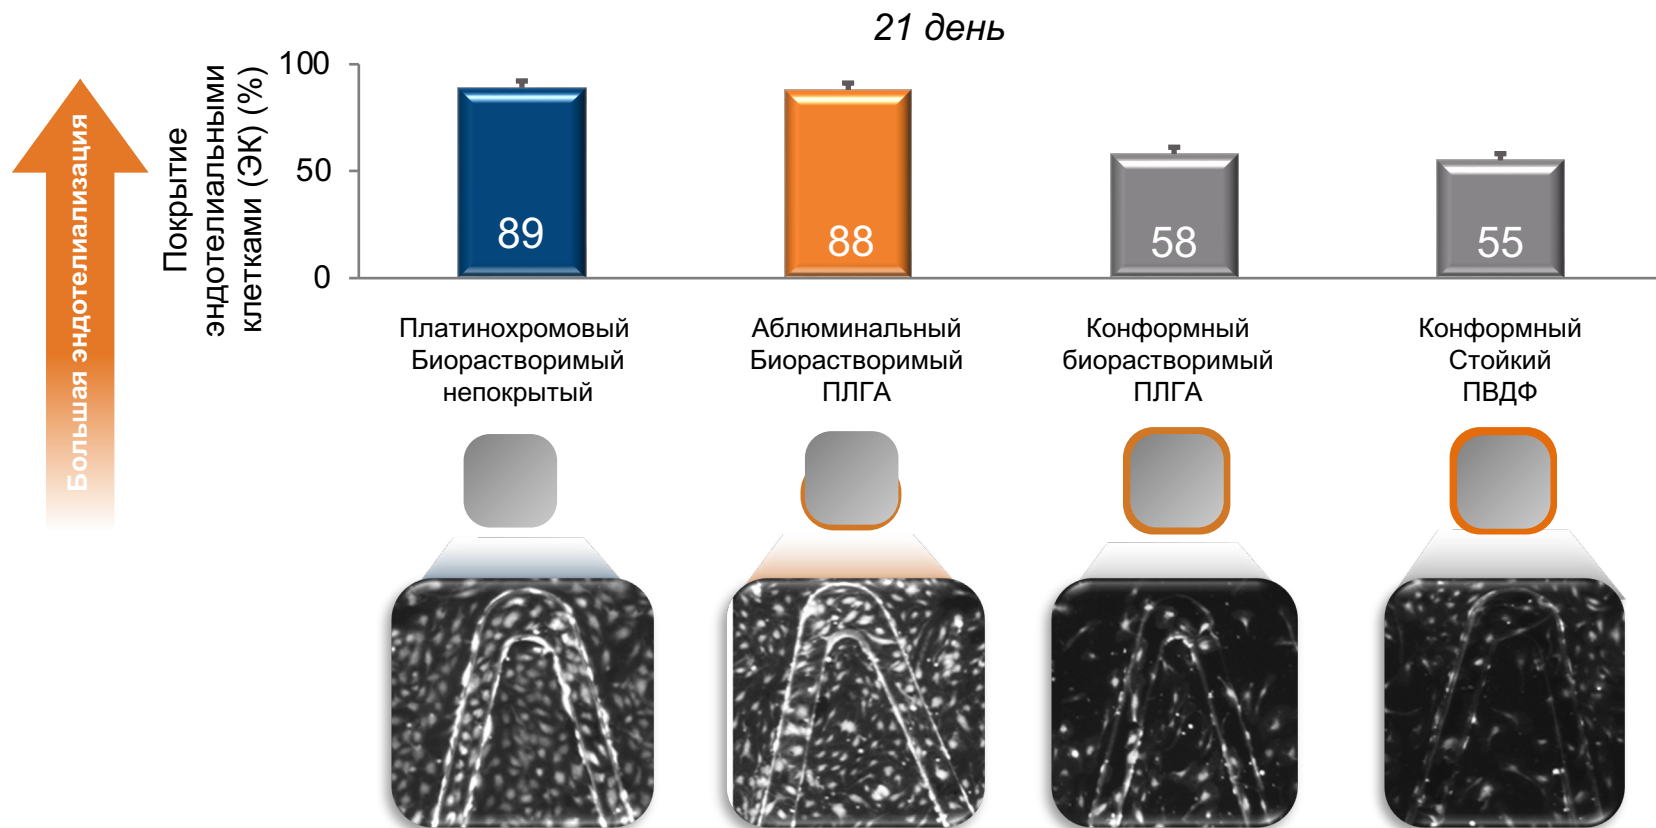 21 день
Большая эндотелиализация
Покрытие
эндотелиальными
клетками (ЭК) (%)
100
50
0
89
88
58
55
Платинохромовый
Биорастворимый
непокрытый
Аблюминальный
Биорастворимый
ПЛГА
Конформный
биорастворимый
ПЛГА
Конформный
Стойкий
ПВДФ